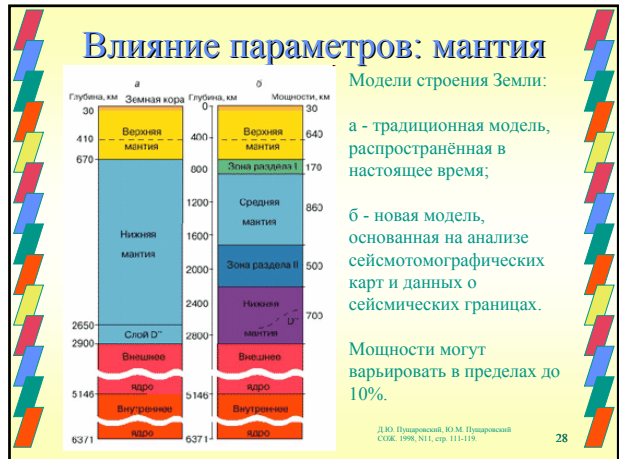 Влияние параметров: мантия
а
б
Глубина, км
Земная кора
Глубина, км
Мощности, км
30
410
670
2650
2900
5146
6371
Верхняя
мантия
Нижняя
мантия
Слой D''
Внешнее
ядро
Внутреннее
ядро
0
400
800
1200
1600
2000
2400
2800
5146
6371
Верхняя
мантия
Зона раздела I
Средняя
мантия
Зона раздела II
Нижняя
D''
мантия
Внешнее
ядро
Внутреннее
ядро
30
640
170
860
500
700
Модели строения Земли:
а - традиционная модель,
распространённая в
настоящее время;
б - новая модель,
основанная на анализе
сейсмотомографических
карт и данных о
сейсмических границах.
Мощности могут
варьировать в пределах до
10%.
Д.Ю. Пущаровский, Ю.М. Пущаровский
СОЖ. 1998, N11, стр. 111-119.
28